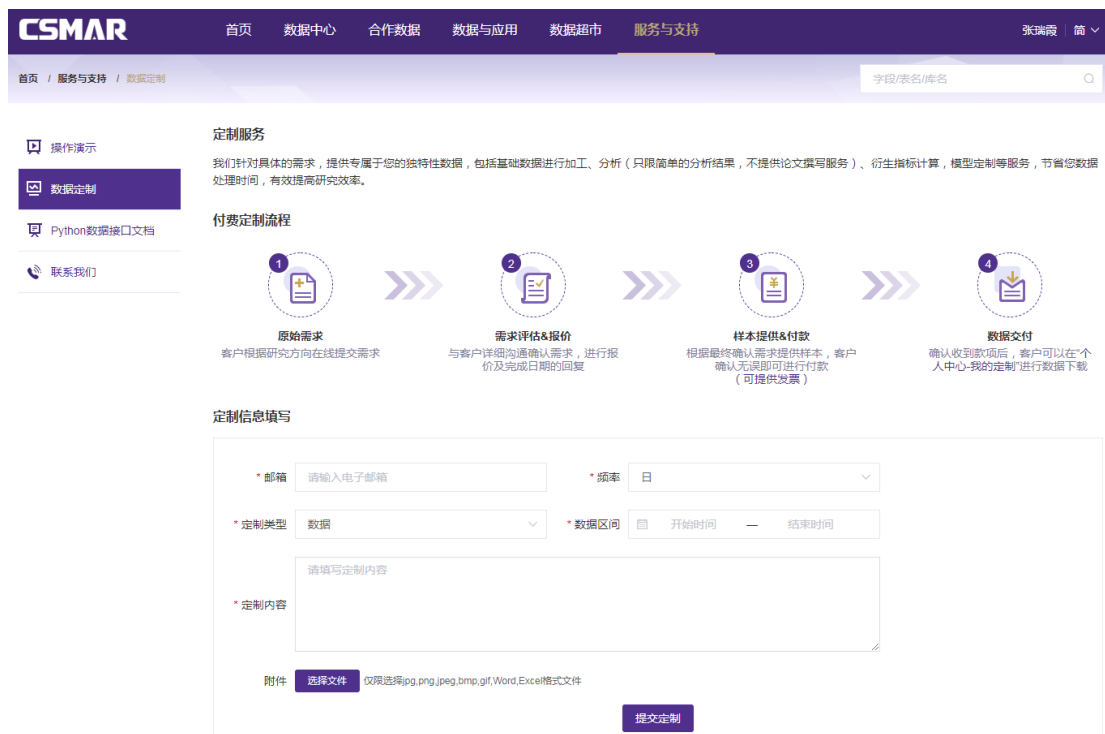 CSMAR 首页 数据中心 合作数据 数据与应用 数据超市 服务与支持 张瑞霞 简
首页 / 服务与支持 / 数据定制 字段/表名/库名
操作演示
数据定制
Python数据接口文档
联系我们
定制服务
我们针对具体的需求，提供专属于您的独特性数据，包括基础数据进行加工、分析（只限简单的分析结果，不提供论文撰写服务）、衍生指标计算，模型定制等服务，节省您数据
处理时间，有效提高研究效率。
付费定制流程
1 2 3 4
原始需求 需求评估&报价 样本提供&付款 数据交付
客户根据研究方向在线提交需求
与客户详细沟通确认需求，进行报
价及完成日期的回复
根据最终确认需求提供样本，客户
确认无误即可进行付款
（可提供发票）
确认收到款项后，客户可以在“个
人中心-我的定制”进行数据下载
定制信息填写
* 邮箱 请输入电子邮箱 * 频率 日
* 定制类型 数据 * 数据区间 开始时间 — 结束时间
* 定制内容 请填写定制内容
附件 选择文件 仅限选择jpg,png,jpeg,bmp,gif,Word,Excel格式文件
提交定制